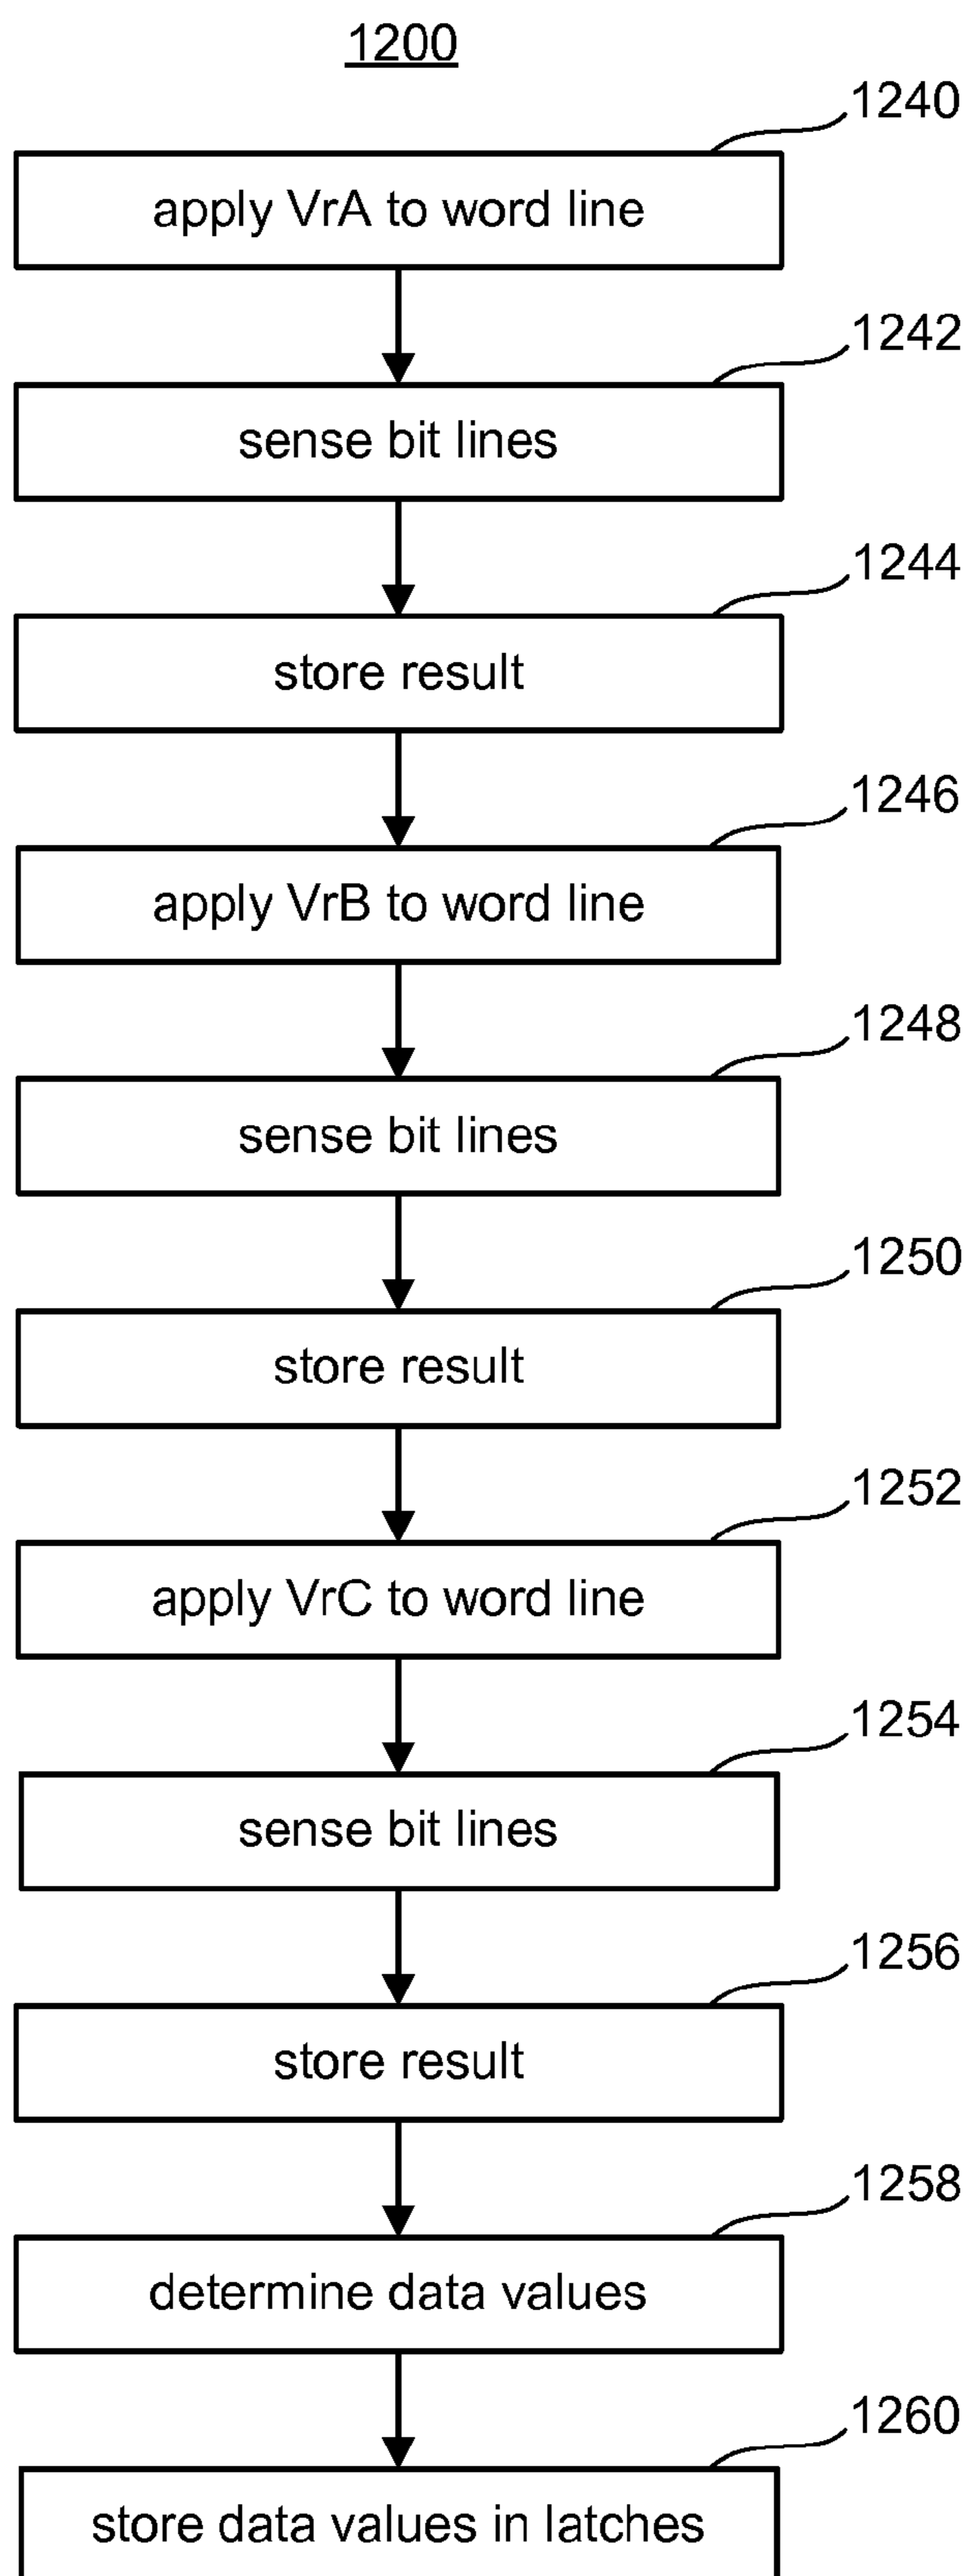 1200
1240
apply VrA to word line
1242
sense bit lines
1244
store result
1246
apply VrB to word line
1248
sense bit lines
1250
store result
1252
apply VrC to word line
1254
sense bit lines
1256
store result
1258
determine data values
1260
store data values in latches